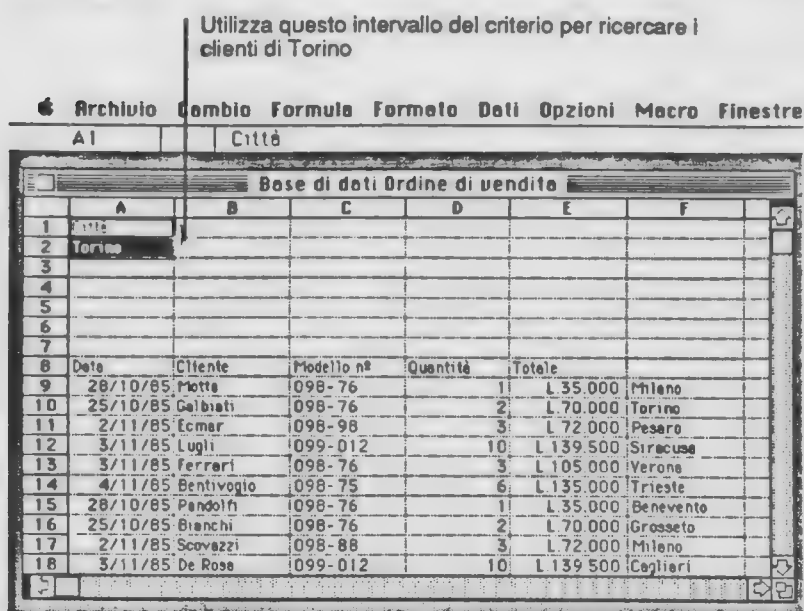 Utilizza questo intervallo del criterio per ricercare i
clienti di Torino
Archivio Cambio Formula Formato Dati Opzioni Macro Finestre
A1 Città
Base di dati Ordine di vendita
A B C D E F
1 Città
2 Torino
3
4
5
6
7
8 Data Cliente Modello nº Quantità Totale
9 28/10/85 Motta 098-76 1 L.35.000 Milano
10 25/10/85 Galbiati 098-76 2 L.70.000 Torino
11 2/11/85 Ecmar 098-98 3 L.72.000 Pesaro
12 3/11/85 Lugli 099-012 10 L.139.500 Siracusa
13 3/11/85 Ferrari 098-76 3 L.105.000 Verona
14 4/11/85 Bentivogio 098-75 6 L.135.000 Trieste
15 28/10/85 Pandolfi 098-76 1 L.35.000 Benevento
16 25/10/85 Bianchi 098-76 2 L.70.000 Grosseto
17 2/11/85 Scovazzi 098-88 3 L.72.000 Milano
18 3/11/85 De Rosa 099-012 10 L.139.500 Cagliari